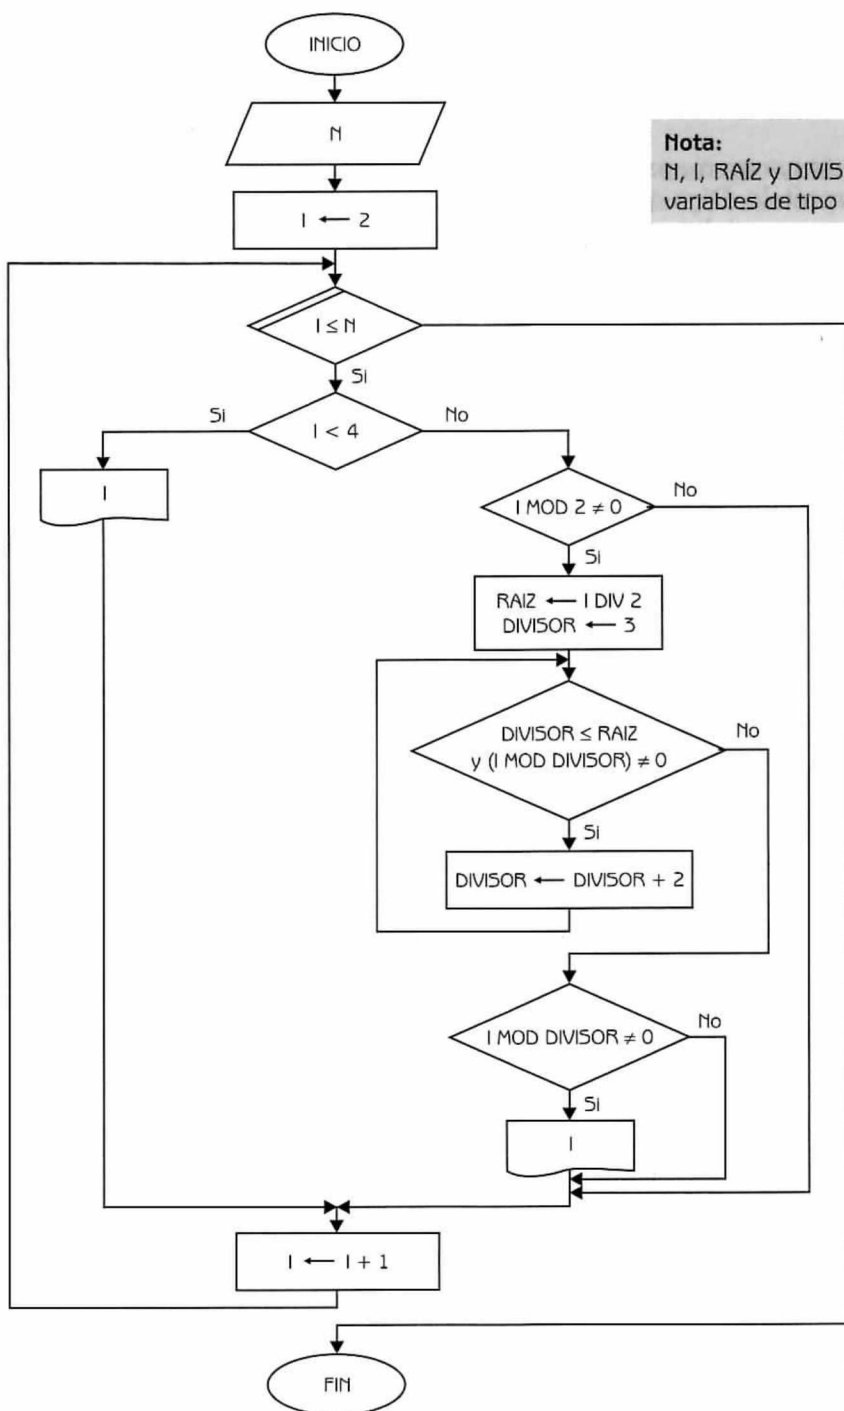 INICIO
N
Nota:
N, I, RAÍZ y
variables de tipo
I ← 2
I ≤ N
Si
Si
I < 4
No
I
I MOD 2 ≠ 0
No
Si
RAIZ ← I DIV 2
DIVISOR ← 3
DIVISOR ≤ RAIZ
y (I MOD DIVISOR) ≠ 0
No
Si
DIVISOR ← DIVISOR + 2
I MOD DIVISOR ≠ 0
No
Si
I
I ← I + 1
FIN